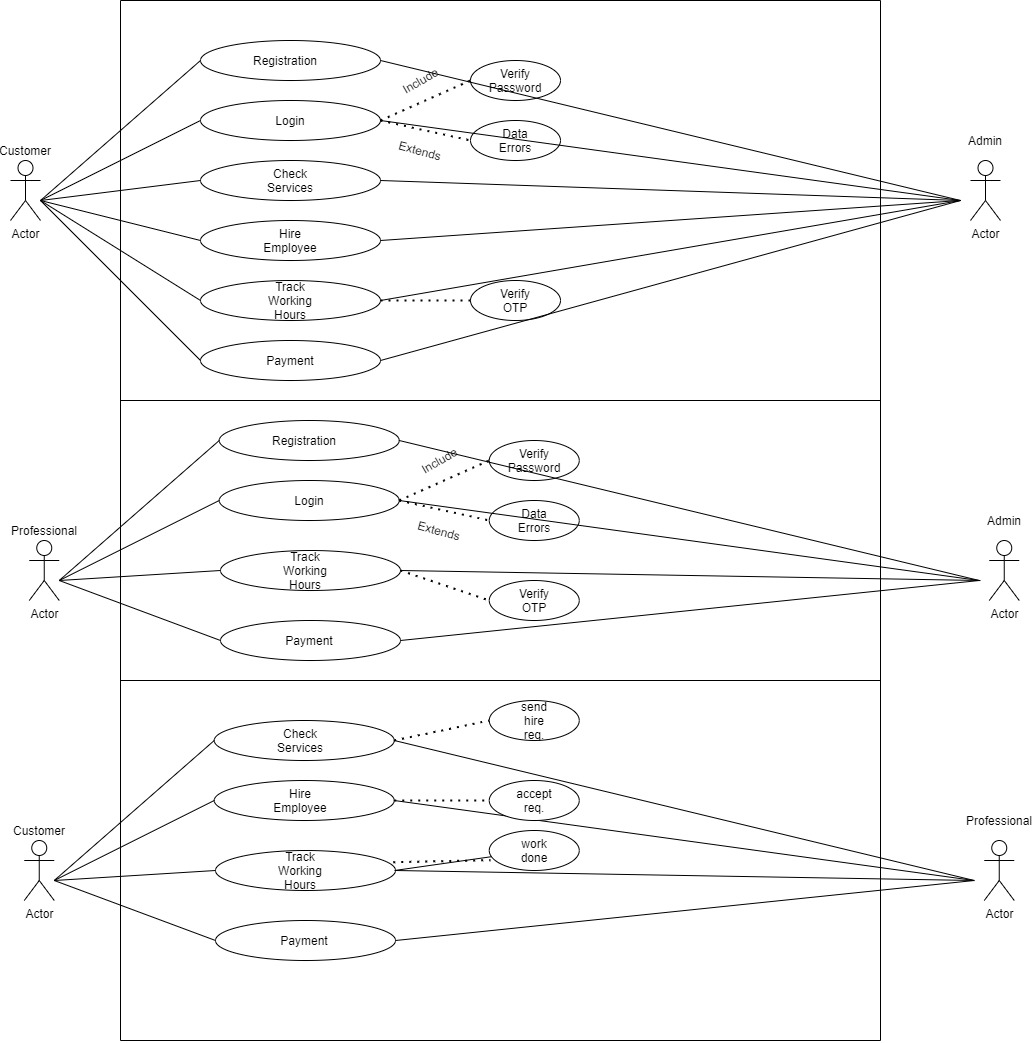 Registration
Include
Verify
Password
Login
Data
Errors
Extends
Customer
Admin
Check
Services
Actor
Actor
Hire
Employee
Track
Working
Hours
Verify
OTP
Payment
Registration
Include
Verify
Password
Login
Data
Errors
Extends
Professional
Admin
Track
Working
Hours
Verify
OTP
Actor
Actor
Payment
send
hire
req.
Check
Services
Hire
Employee
accept
req.
Customer
Professional
work
done
Track
Working
Hours
Actor
Actor
Payment